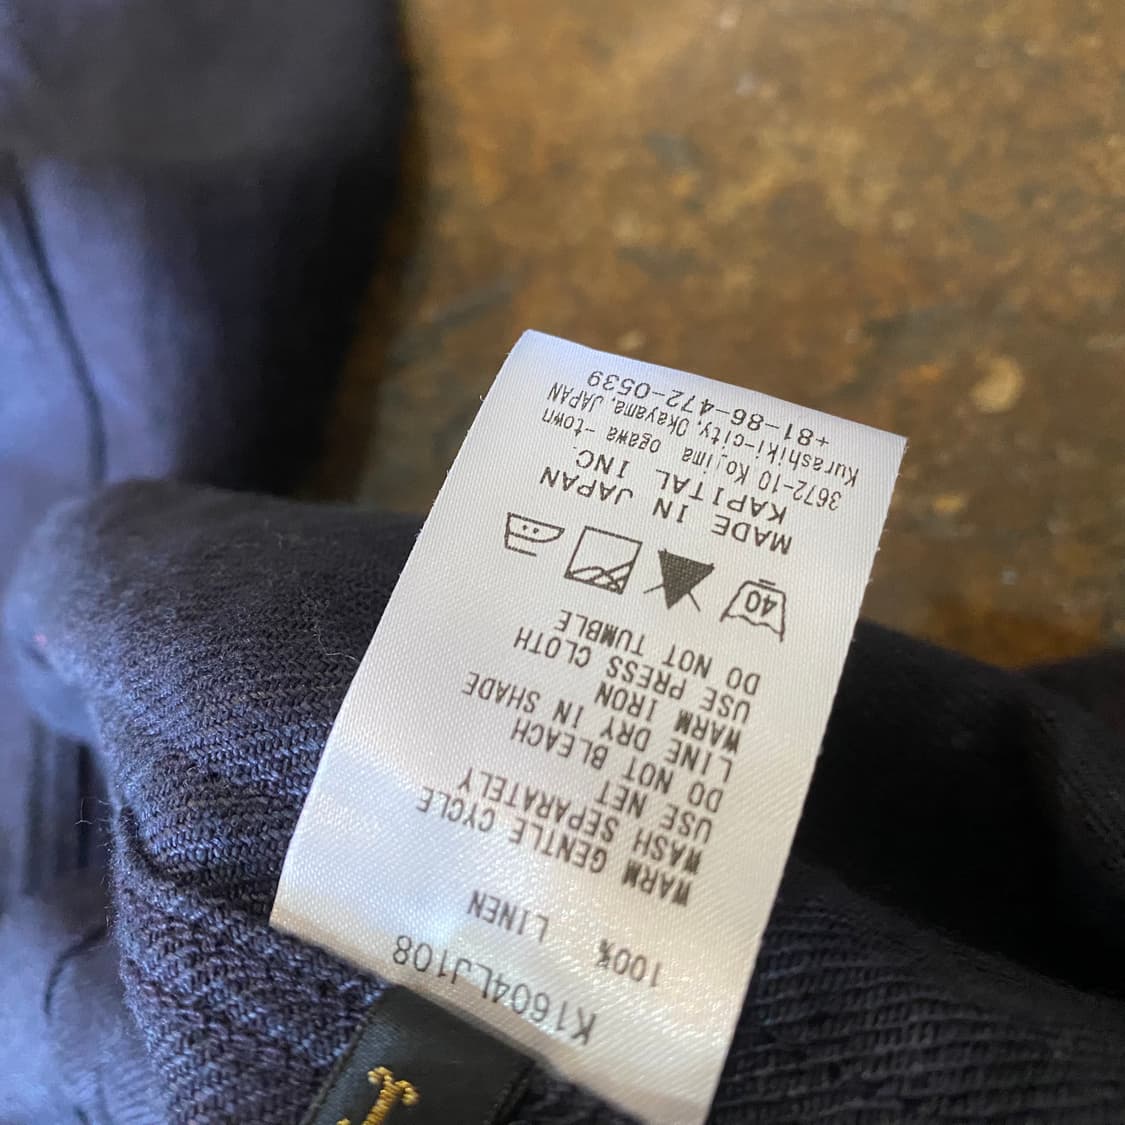 K1604LJ108
100% LINEN
WARM GENTLE CYCLE
WASH SEPARATELY
USE NET
DO NOT BLEACH
LINE DRY IN SHADE
WARM IRON
USE PRESS CLOTH
DO NOT TUMBLE
40
MADE IN JAPAN
KAPITAL INC.
3672-10 Kojima ogawa-town
Kurashiki-city, Okayama, JAPAN
+81-86-472-0539